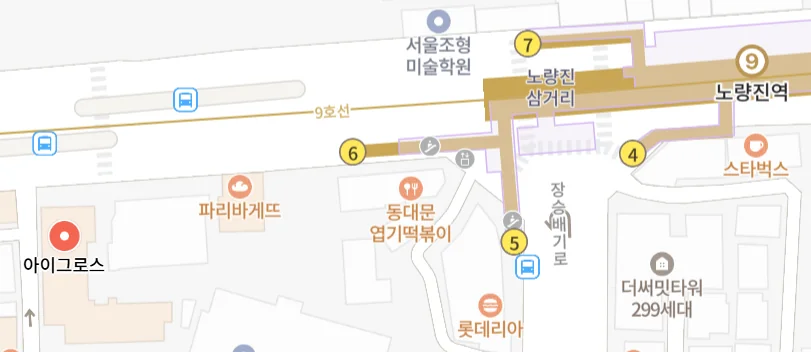 7
서울조형
미술학원
노량진
삼거리
9
노량진역
9호선
6
4
스타벅스
파리바게뜨
동대문
엽기떡볶이
장승배기로
5
아이그로스
더써밋타워
299세대
롯데리아